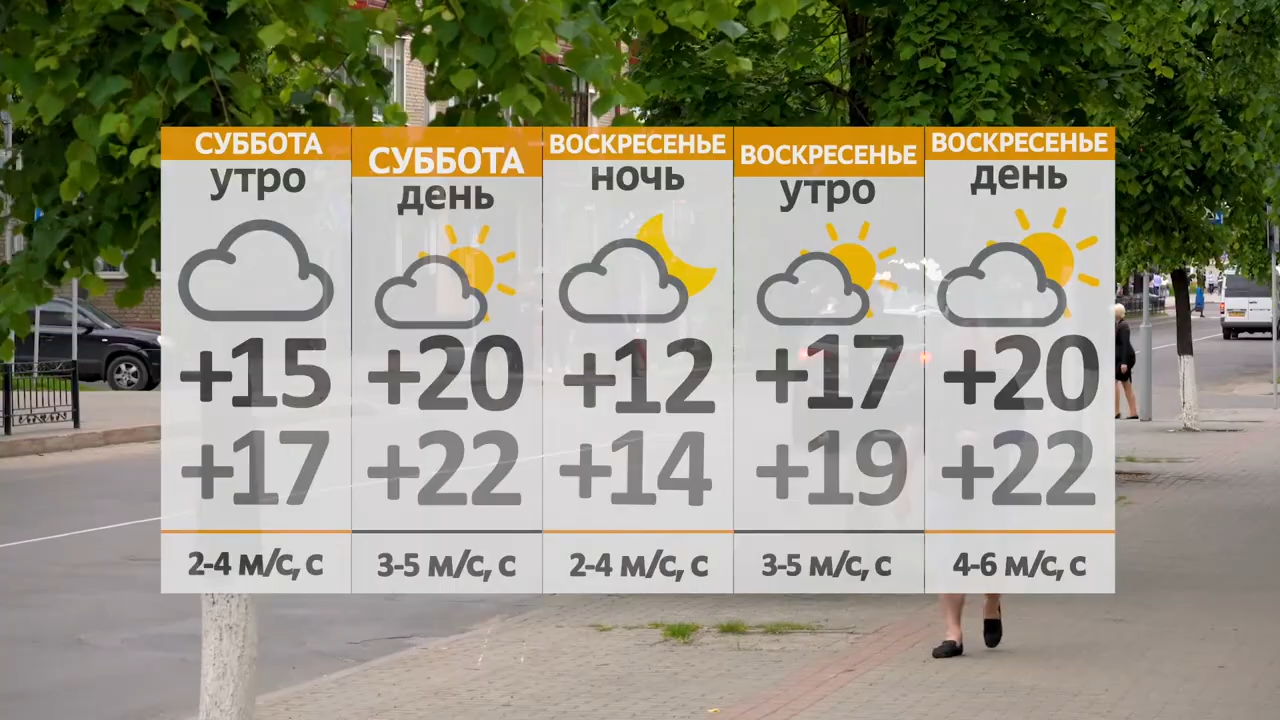 СУББОТА
утро
+15
+17
2-4 м/с, с
СУББОТА
день
+20
+22
3-5 м/с, с
ВОСКРЕСЕНЬЕ
ночь
+12
+14
2-4 м/с, с
ВОСКРЕСЕНЬЕ
утро
+17
+19
3-5 м/с, с
ВОСКРЕСЕНЬЕ
день
+20
+22
4-6 м/с, с